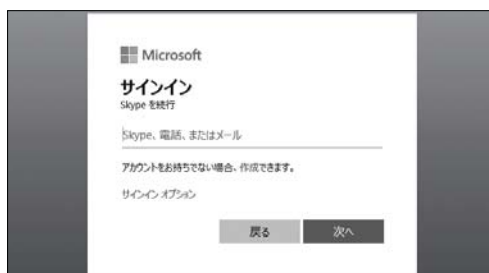 Microsoft
サインイン
Skype を続行
Skype、電話、またはメール
アカウントをお持ちでない場合、作成できます。
サインイン オプション
戻る
次へ